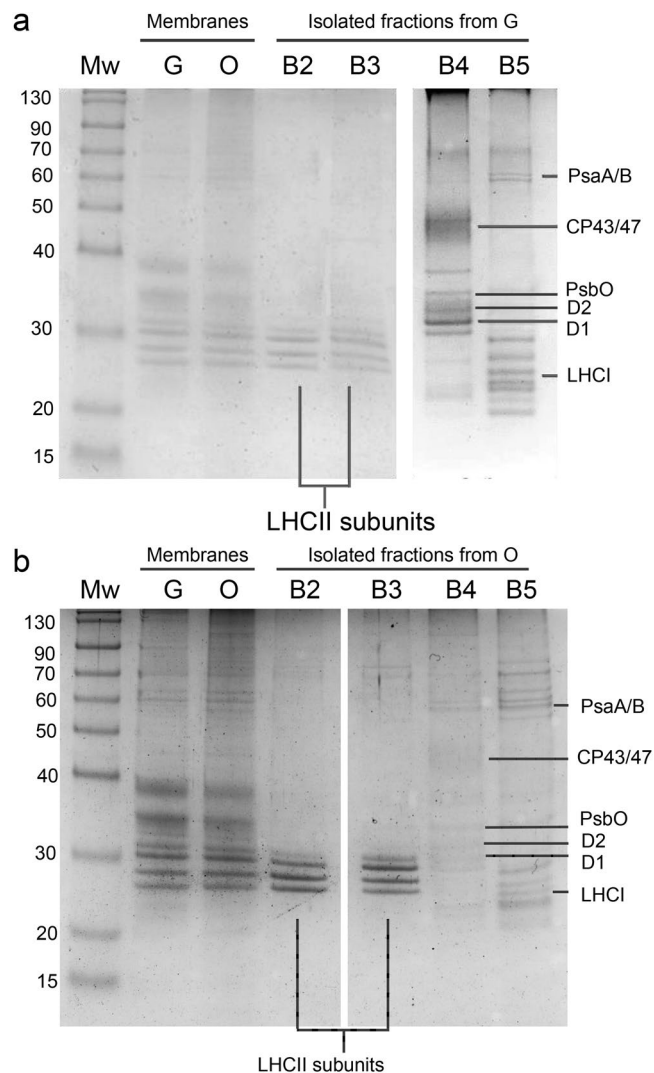 a
Membranes Isolated fractions from G
Mw G O B2 B3 B4 B5
130
90
70
60
50
40
30
20
15
PsaA/B
CP43/47
PsbO
D2
D1
LHCI
LHCII subunits
b
Membranes Isolated fractions from O
Mw G O B2 B3 B4 B5
130
90
70
60
50
40
30
20
15
PsaA/B
CP43/47
PsbO
D2
D1
LHCI
LHCII subunits